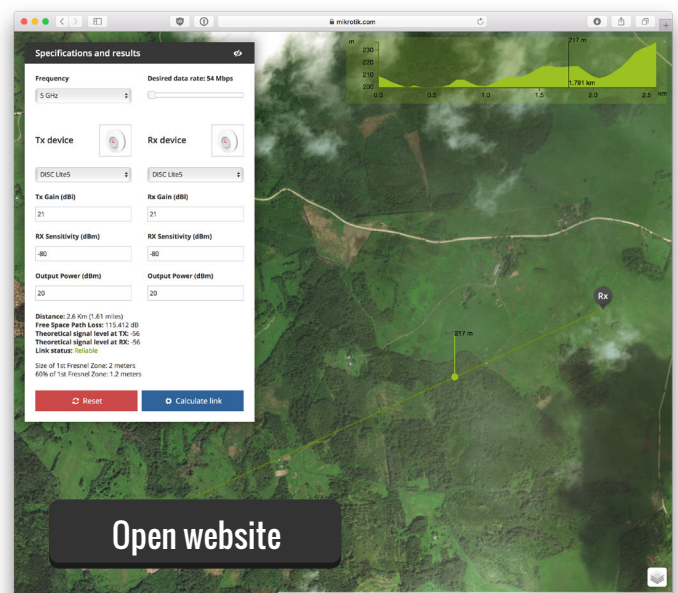 mikrotik.com
Specifications and results
Frequency
Desired data rate: 54 Mbps
5 GHz
Tx device
Rx device
DISC Lite5
DISC Lite5
Tx Gain (dBi)
Rx Gain (dBi)
21
21
RX Sensitivity (dBm)
RX Sensitivity (dBm)
-80
-80
Output Power (dBm)
Output Power (dBm)
20
20
Distance: 2.6 Km (1.61 miles)
Free Space Path Loss: 115.412 dB
Theoretical signal level at TX: -56
Theoretical signal level at RX: -56
Link status: Reliable
Size of 1st Fresnel Zone: 2 meters
60% of 1st Fresnel Zone: 1.2 meters
Reset
Calculate link
m
217 m
230
220
210
200
1.791 km
0.0 0.5 1.0 1.5 2.0 2.5 km
Rx
217 m
Open website